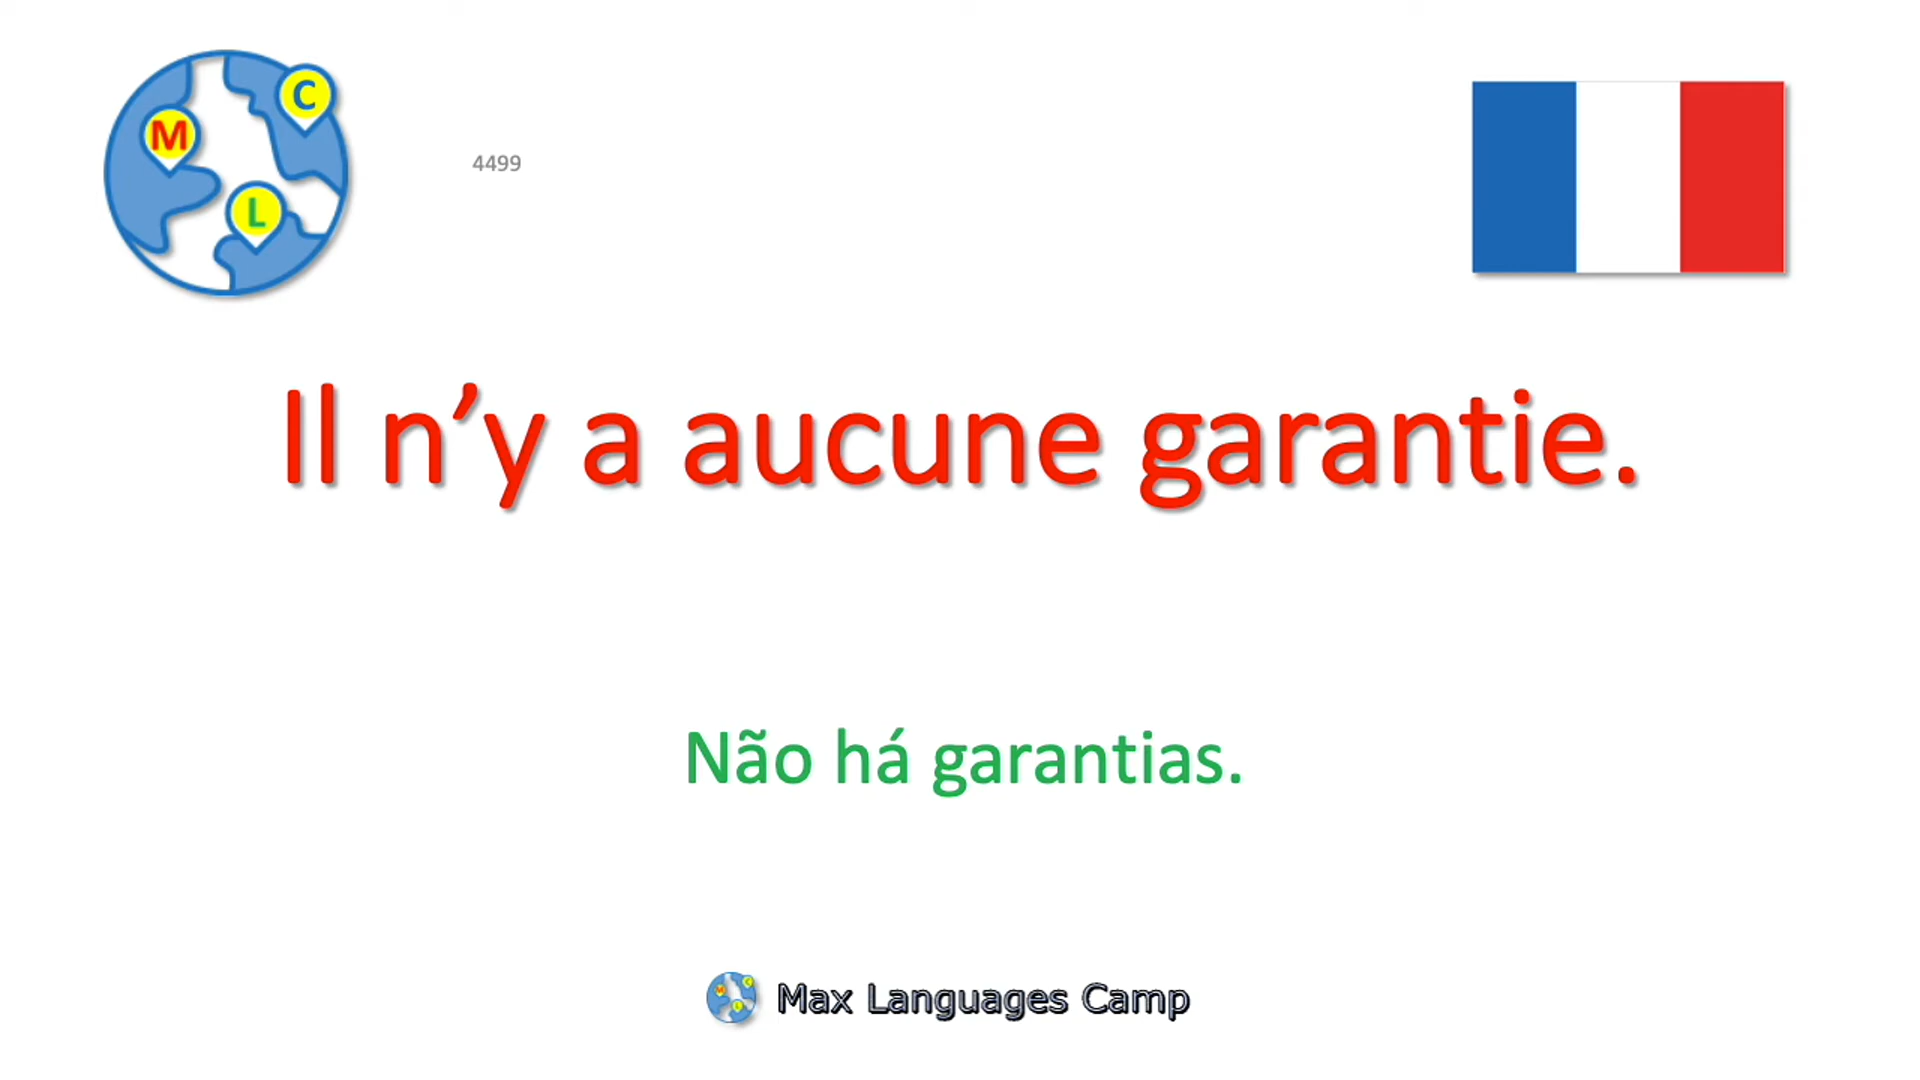 M
C
L
4499
Il n’y a aucune garantie.
Não há garantias.
Max Languages Camp